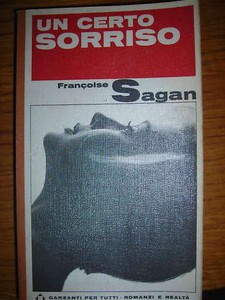 UN CERTO
SORRISO
Françoise
Sagan
GARZANTI PER TUTTI · ROMANZI E REALTÀ